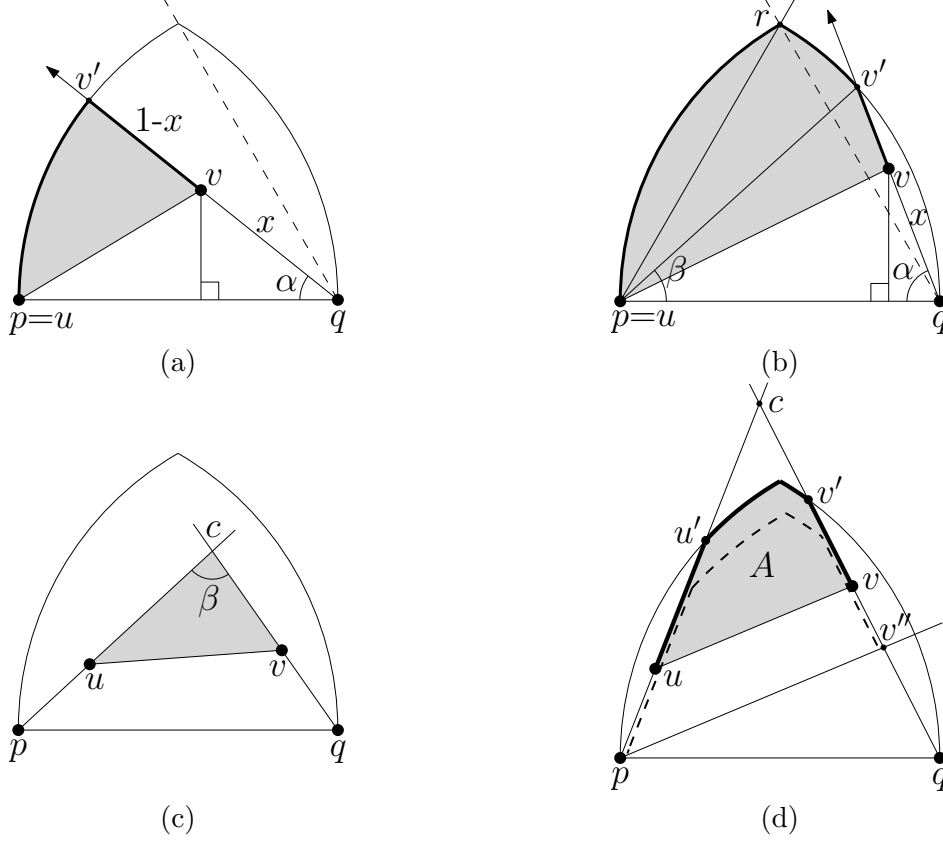 v′
1-x
v
x
α
p=u
q
(a)
r
v′
v
x
β
α
p=u
q
(b)
c
β
u
v
p
q
(c)
c
v′
u′
A
v
v″
u
p
q
(d)